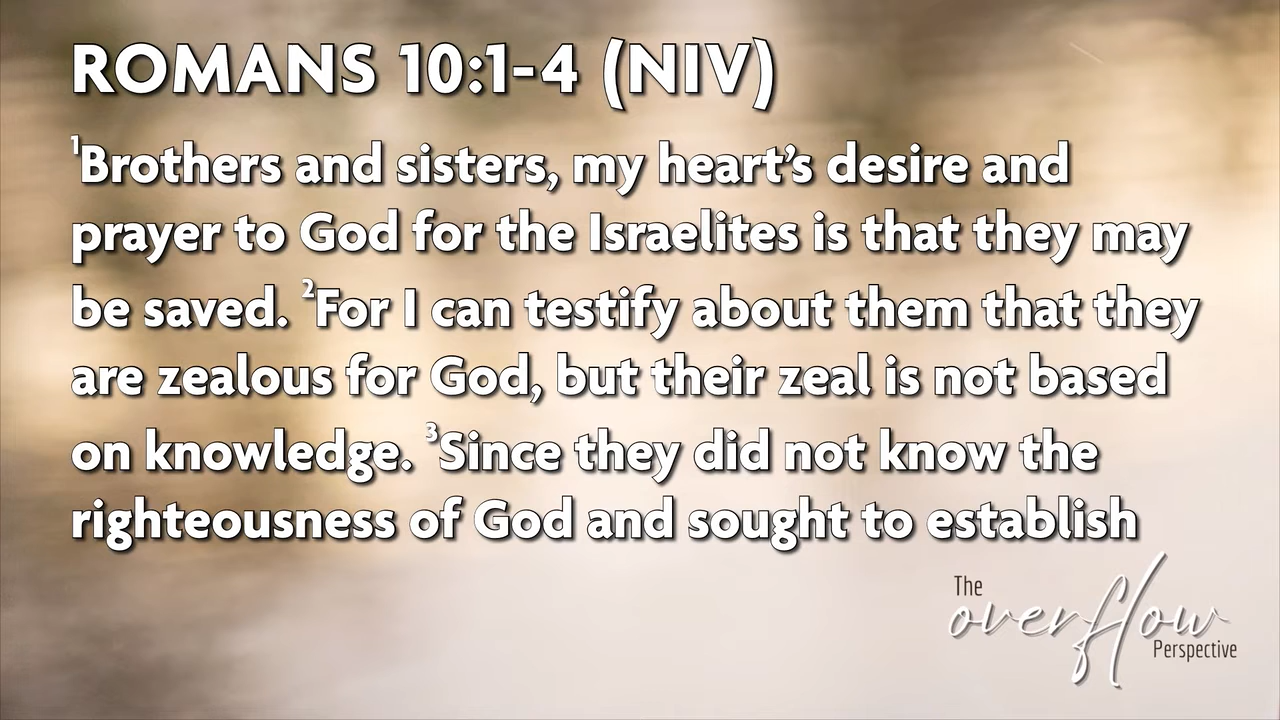 ROMANS 10:1-4 (NIV)
¹Brothers and sisters, my heart’s desire and
prayer to God for the Israelites is that they may
be saved. ²For I can testify about them that they
are zealous for God, but their zeal is not based
on knowledge. ³Since they did not know the
righteousness of God and sought to establish
The
overflow
Perspective